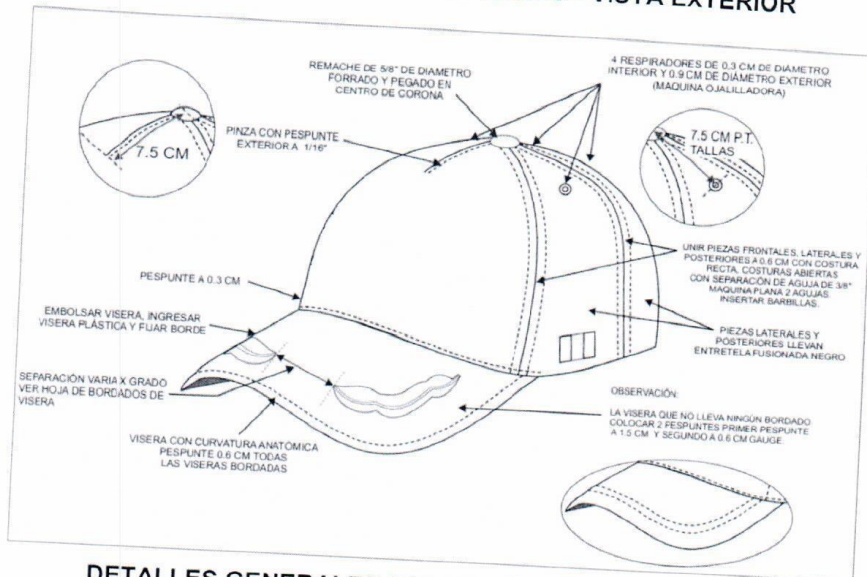 VISTA EXTERIOR
REMACHE DE 5/8" DE DIAMETRO
FORRADO Y PEGADO EN
CENTRO DE CORONA
4 RESPIRADORES DE 0.3 CM DE DIÁMETRO
INTERIOR Y 0.9 CM DE DIÁMETRO EXTERIOR
(MAQUINA OJALILLADORA)
7.5 CM
PINZA CON PESPUNTE
EXTERIOR A 1/16"
7.5 CM P.T.
TALLAS
PESPUNTE A 0.3 CM
UNIR PIEZAS FRONTALES, LATERALES Y
POSTERIORES A 0.6 CM CON COSTURA
RECTA, COSTURAS ABIERTAS
CON SEPARACIÓN DE AGUJA DE 3/8"
MAQUINA PLANA 2 AGUJAS.
INSERTAR BARBILLAS.
EMBOLSAR VISERA, INGRESAR
VISERA PLÁSTICA Y FIJAR BORDE
PIEZAS LATERALES Y
POSTERIORES LLEVAN
ENTRETELA FUSIONADA NEGRO
SEPARACIÓN VARIA X GRADO
VER HOJA DE BORDADOS DE
VISERA
OBSERVACIÓN:
LA VISERA QUE NO LLEVA NINGÚN BORDADO
COLOCAR 2 PESPUNTES PRIMER PESPUNTE
A 1.5 CM Y SEGUNDO A 0.6 CM GAUGE.
VISERA CON CURVATURA ANATÓMICA
PESPUNTE 0.6 CM TODAS
LAS VISERAS BORDADAS
DETALLES